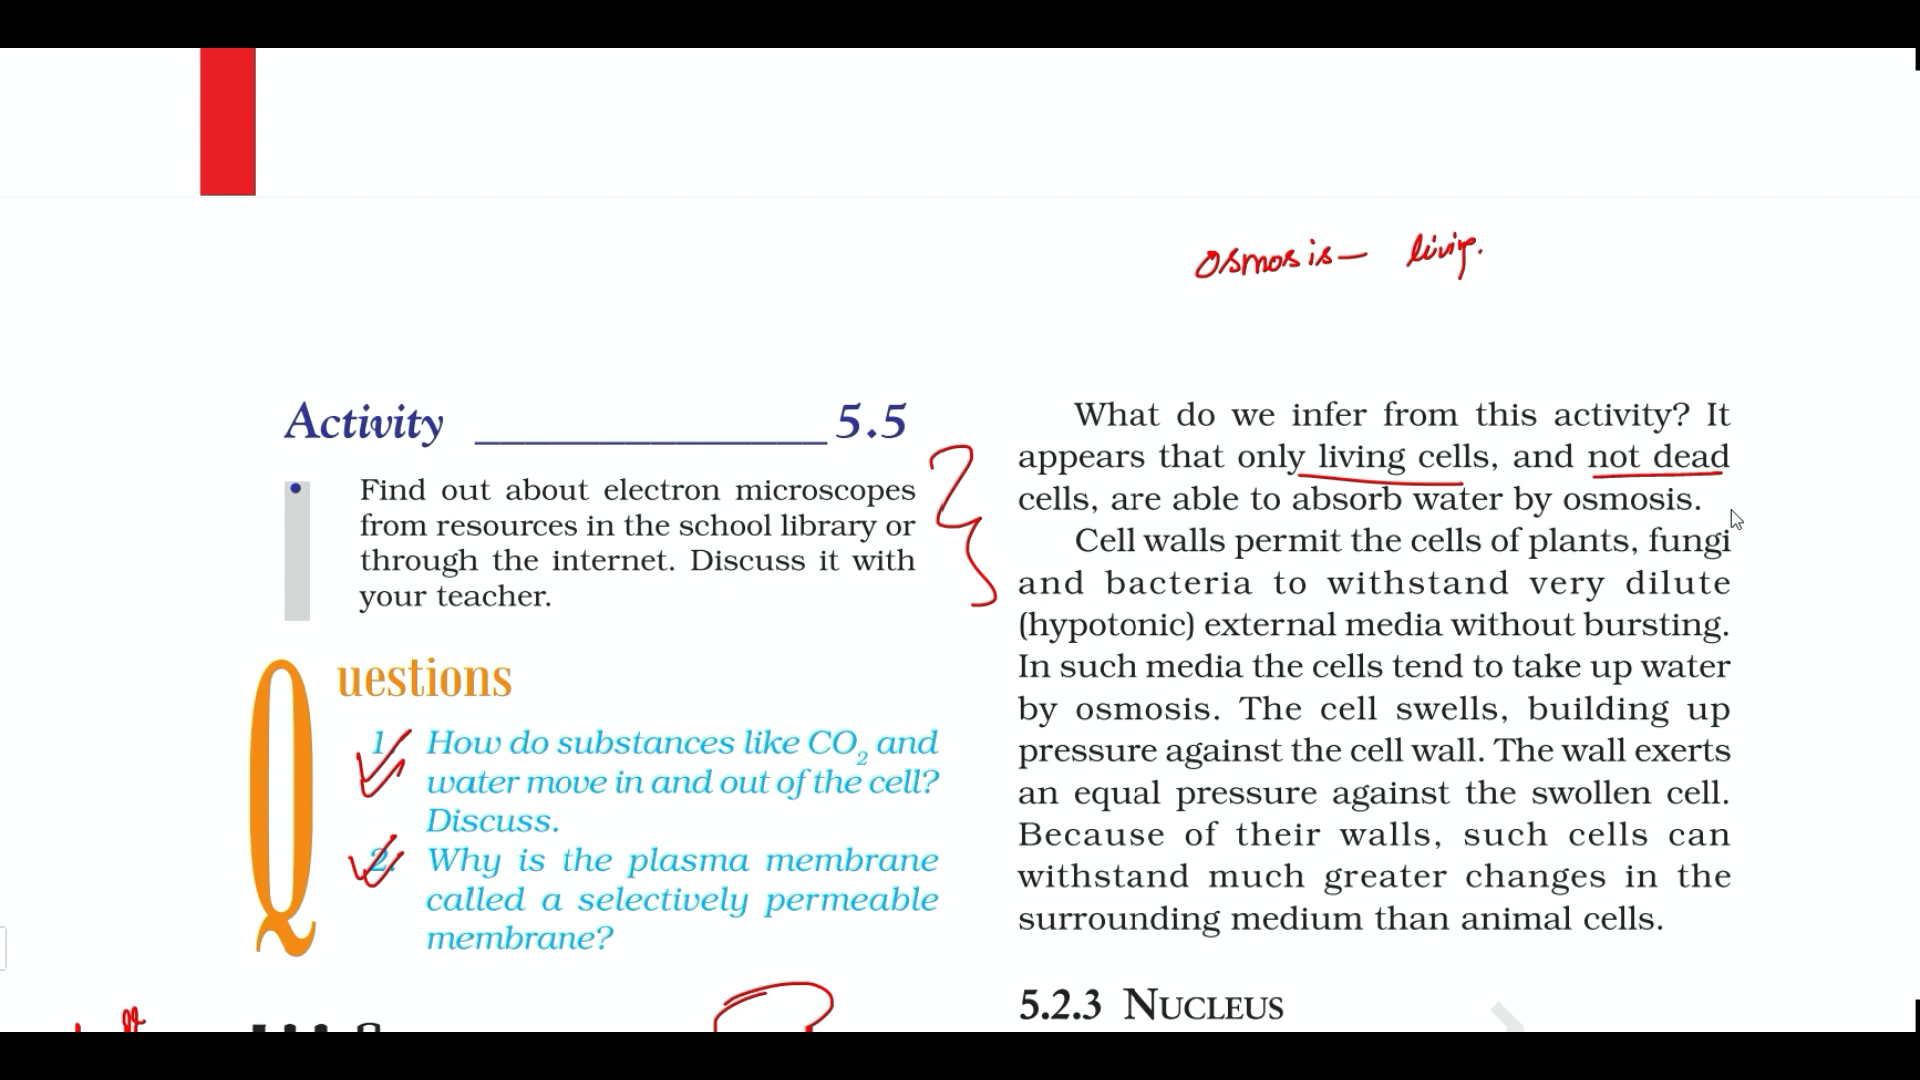 osmosis— living.
Activity ______________ 5.5
• Find out about electron microscopes
from resources in the school library or
through the internet. Discuss it with
your teacher.
Questions
1. How do substances like CO₂ and
water move in and out of the cell?
Discuss.
2. Why is the plasma membrane
called a selectively permeable
membrane?
What do we infer from this activity? It
appears that only living cells, and not dead
cells, are able to absorb water by osmosis.
Cell walls permit the cells of plants, fungi
and bacteria to withstand very dilute
(hypotonic) external media without bursting.
In such media the cells tend to take up water
by osmosis. The cell swells, building up
pressure against the cell wall. The wall exerts
an equal pressure against the swollen cell.
Because of their walls, such cells can
withstand much greater changes in the
surrounding medium than animal cells.
5.2.3 NUCLEUS